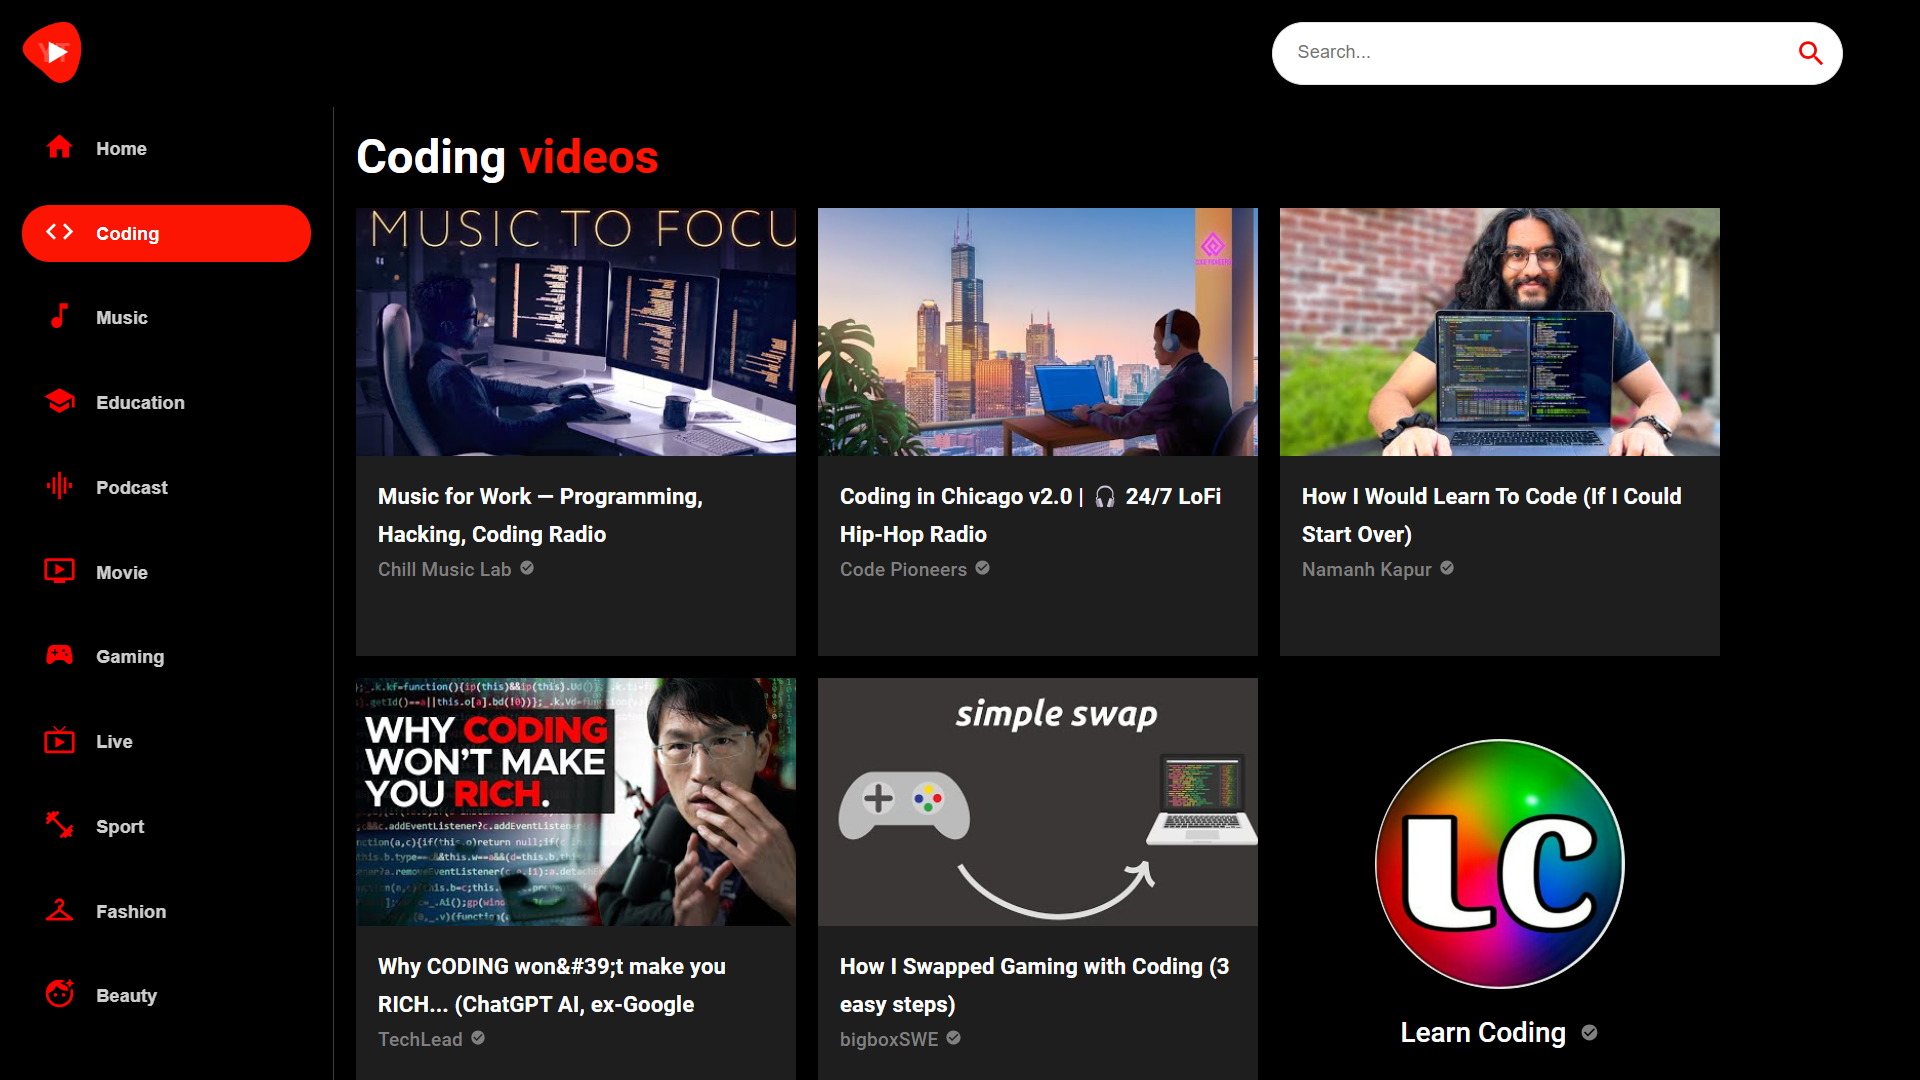 YT
Search...
Home
Coding
Music
Education
Podcast
Movie
Gaming
Live
Sport
Fashion
Beauty
Coding videos
MUSIC TO FOCU
Music for Work — Programming,
Hacking, Coding Radio
Chill Music Lab
CODE PIONEERS
Coding in Chicago v2.0 | 🎧 24/7 LoFi
Hip-Hop Radio
Code Pioneers
How I Would Learn To Code (If I Could
Start Over)
Namanh Kapur
WHY CODING
WON'T MAKE
YOU RICH.
Why CODING won&#39;t make you
RICH... (ChatGPT AI, ex-Google
TechLead
simple swap
How I Swapped Gaming with Coding (3
easy steps)
bigboxSWE
LC
Learn Coding